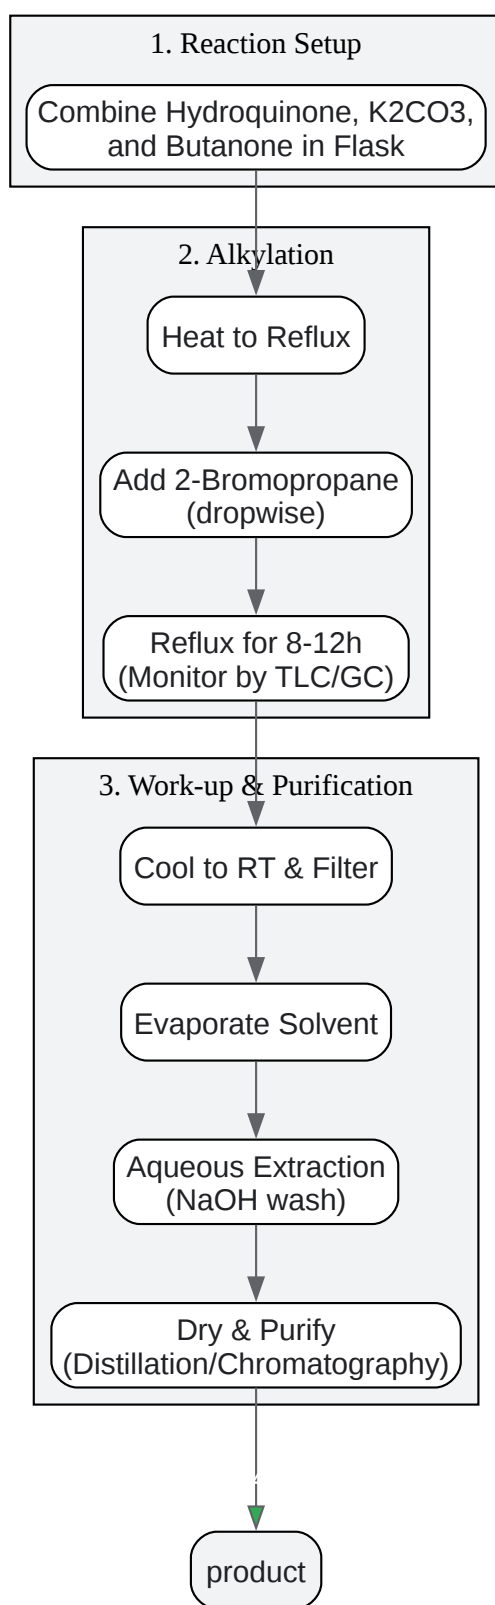 1. Reaction Setup
Combine Hydroquinone, K2CO3,
and Butanone in Flask
2. Alkylation
Heat to Reflux
Add 2-Bromopropane
(dropwise)
Reflux for 8-12h
(Monitor by TLC/GC)
3. Work-up & Purification
Cool to RT & Filter
Evaporate Solvent
Aqueous Extraction
(NaOH wash)
Dry & Purify
(Distillation/Chromatography)
product